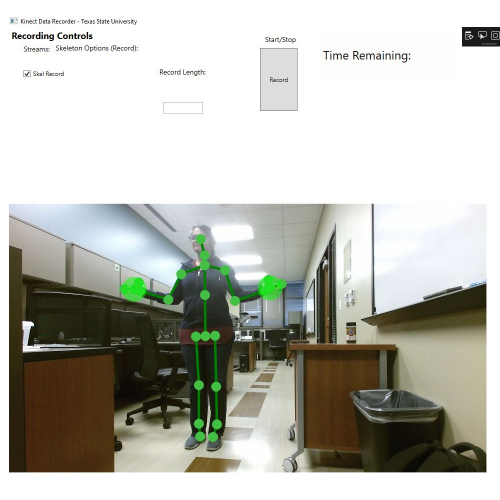 Kinect Data Recorder - Texas State University
Recording Controls
Streams: Skeleton Options (Record):
Skel Record
Record Length:
Start/Stop
Record
Time Remaining: